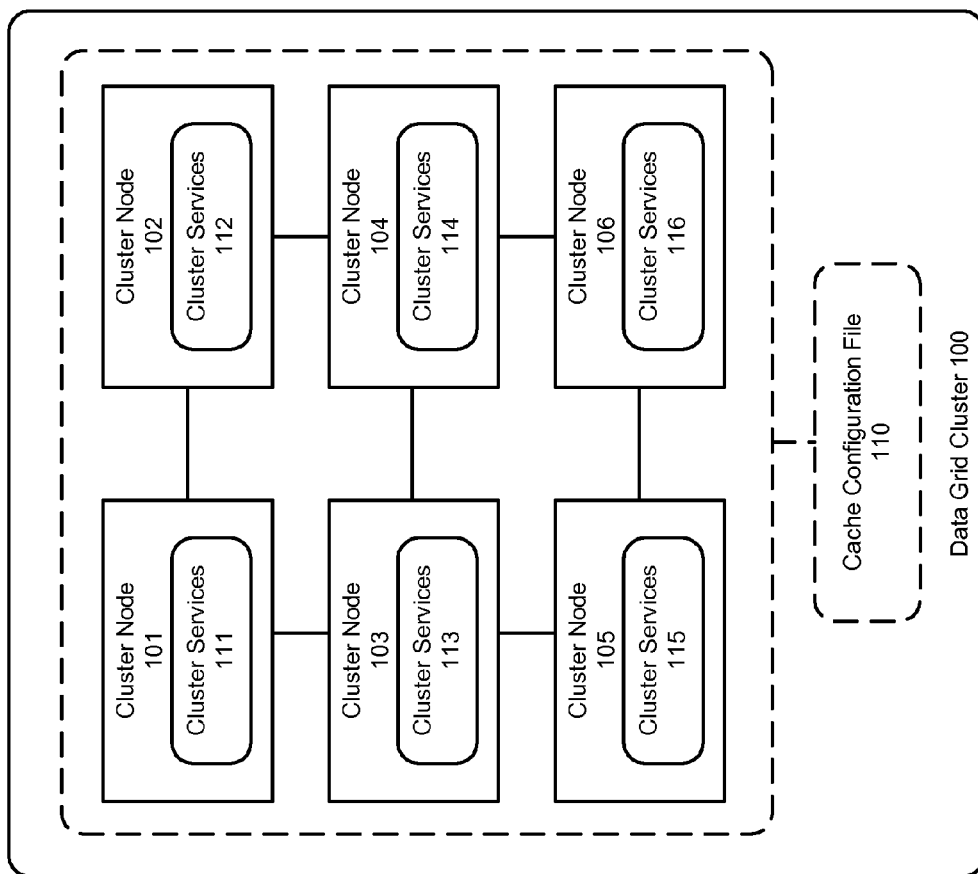 Cluster Node
101
Cluster Services
111
Cluster Node
102
Cluster Services
112
Cluster Node
103
Cluster Services
113
Cluster Node
104
Cluster Services
114
Cluster Node
105
Cluster Services
115
Cluster Node
106
Cluster Services
116
Cache Configuration File
110
Data Grid Cluster 100